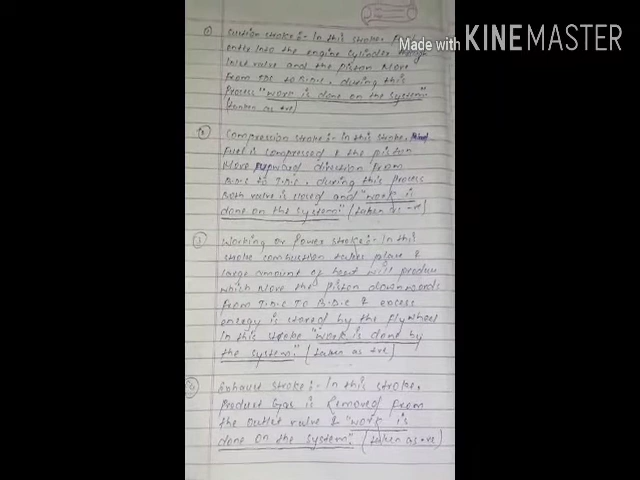 Made with KINEMASTER
① Suction stroke:- In this stroke, fuel
enter into the engine cylinder though
inlet valve and the piston move
from TDC to B.D.C, during this
process "work is done on the system"
(taken as -ve)
② Compression stroke:- In this stroke,
fuel is compressed & the piston
move upward direction from
B.D.C to T.D.C, during this process
Both valve is closed and "work is
done on the system." (taken as -ve)
③ Working or Power stroke:- In this
stroke combustion takes place &
large amount of heat will produce
which move the piston downwords
from T.D.C TO B.D.C & excess
energy is stored by the flywheel
In this stroke "work is done by
the system." (taken as +ve)
④ Exhaust stroke:- In this stroke,
Product gas is Removed from
the outlet valve & "work is
done on the system." (taken as -ve)